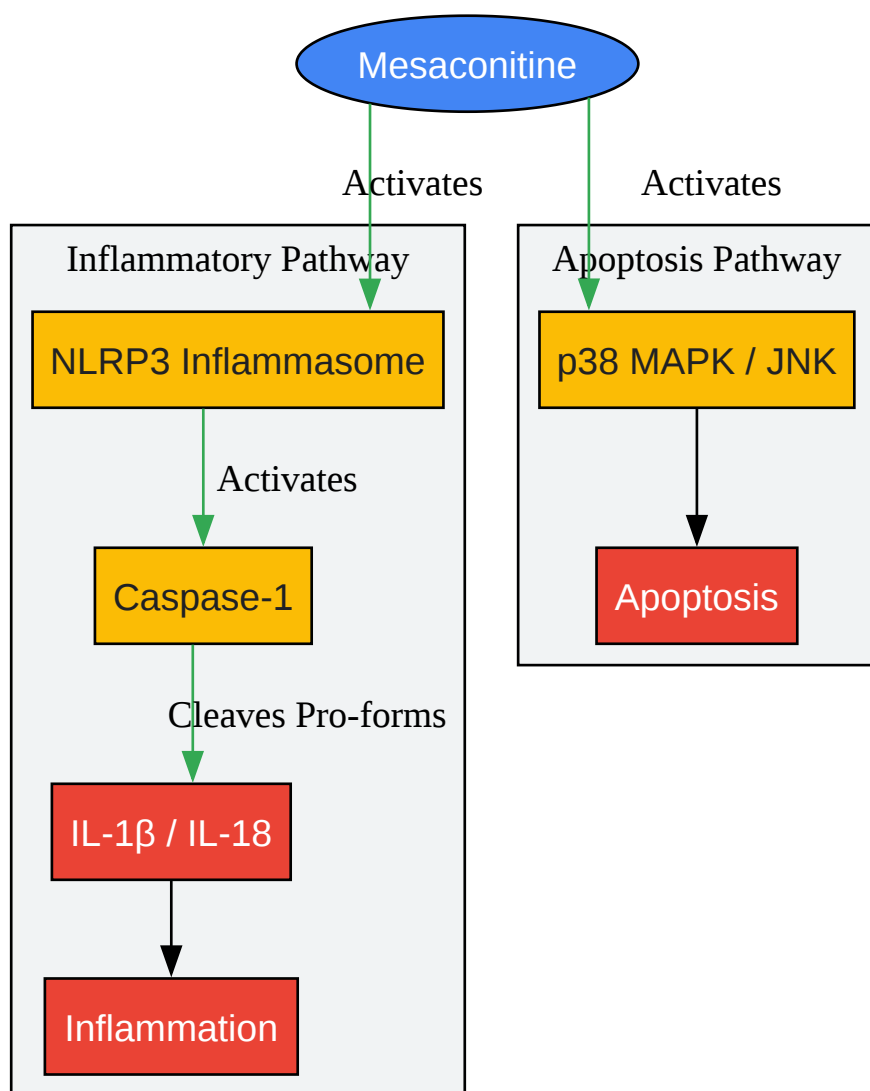 Mesaconitine
Activates
Activates
Inflammatory Pathway
Apoptosis Pathway
NLRP3 Inflammasome
p38 MAPK / JNK
Activates
Caspase-1
Apoptosis
Cleaves Pro-forms
IL-1β / IL-18
Inflammation